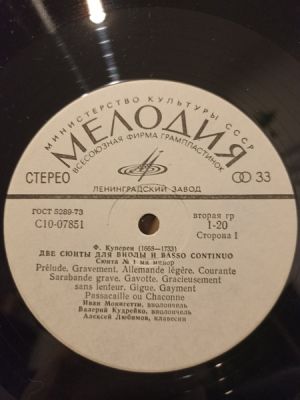 МИНИСТЕРСТВО КУЛЬТУРЫ СССР
МЕЛОДИЯ
ВСЕСОЮЗНАЯ ФИРМА ГРАМПЛАСТИНОК
СТЕРЕО
33
ЛЕНИНГРАДСКИЙ ЗАВОД
ГОСТ 5289-73
вторая гр
С10-07851
1-20
Сторона 1
Ф. Куперен (1668—1733)
ДВЕ СЮИТЫ ДЛЯ ВИОЛЫ И BASSO CONTINUO
Сюита № 1 ми минор
Prélude. Gravement. Allemande légère. Courante
Sarabande grave. Gavotte. Gracieusement
sans lenteur. Gigue. Gayment
Passacaille ou Chaconne
Иван Монигетти, виолончель
Валерий Кудрейко, виолончель
Алексей Любимов, клавесин